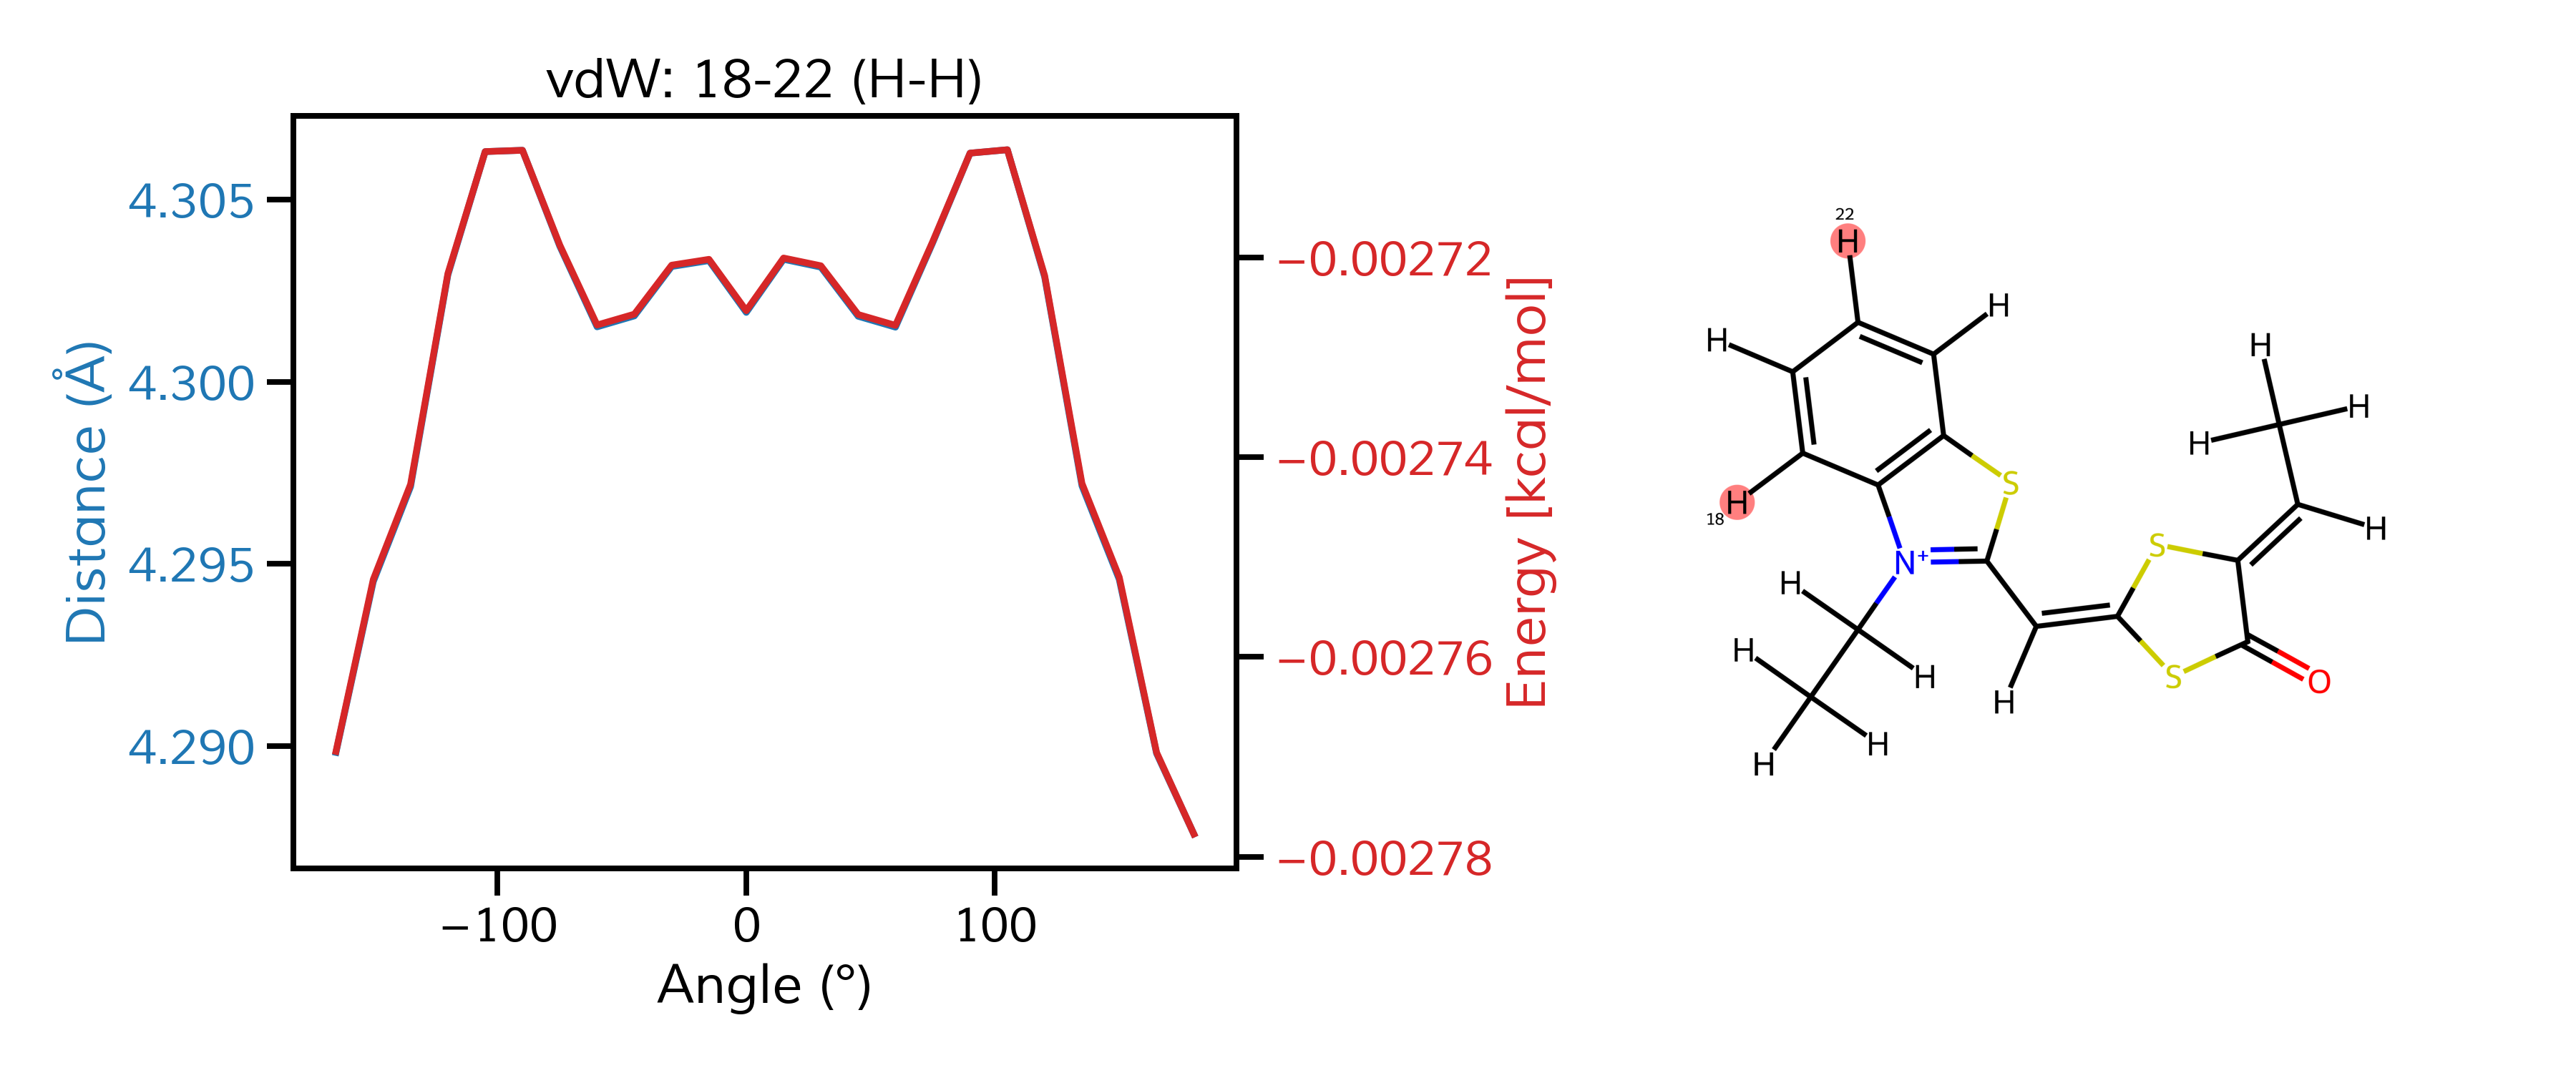 vdW: 18-22 (H-H)
Distance (Å)
4.305
4.300
4.295
4.290
−100
0
100
Angle (°)
−0.00272
−0.00274
−0.00276
−0.00278
Energy [kcal/mol]
22
H
H
H
H
18
S
N⁺
H
H
H
H
H
H
S
S
O
H
H
H
H